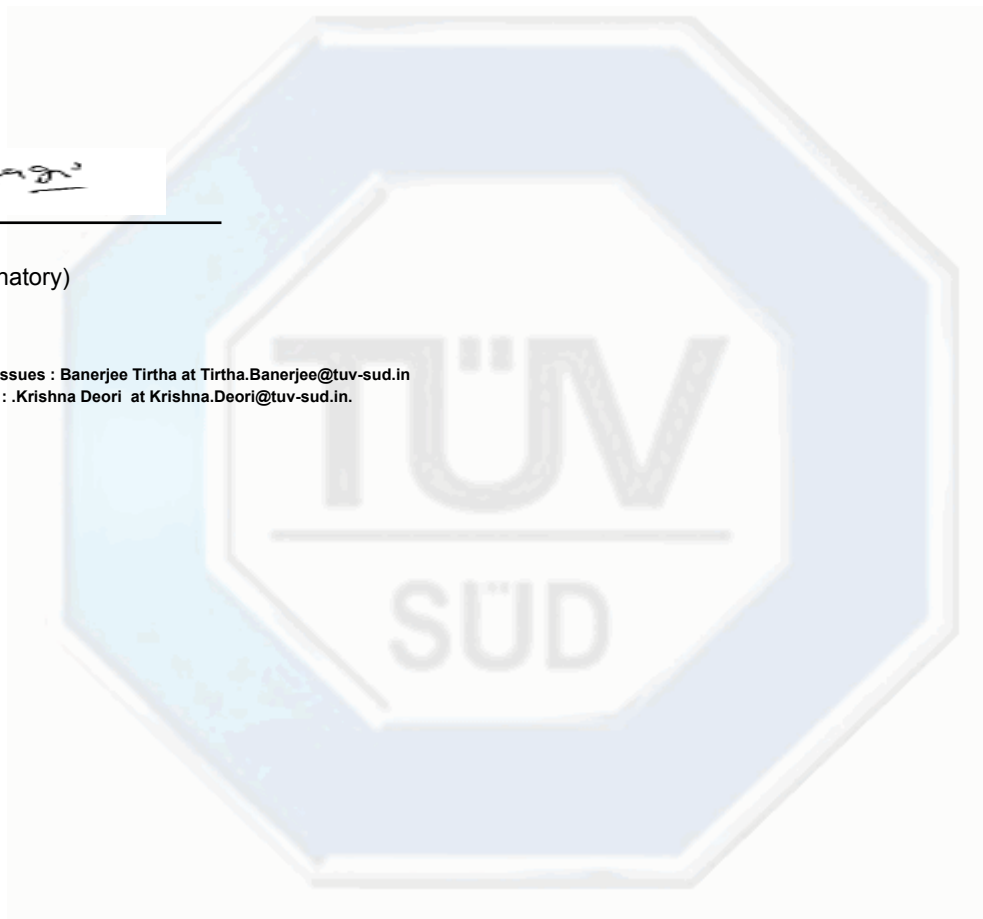 natory)
ssues : Banerjee Tirtha at Tirtha.Banerjee@tuv-sud.in
: .Krishna Deori at Krishna.Deori@tuv-sud.in.
TÜV
SÜD